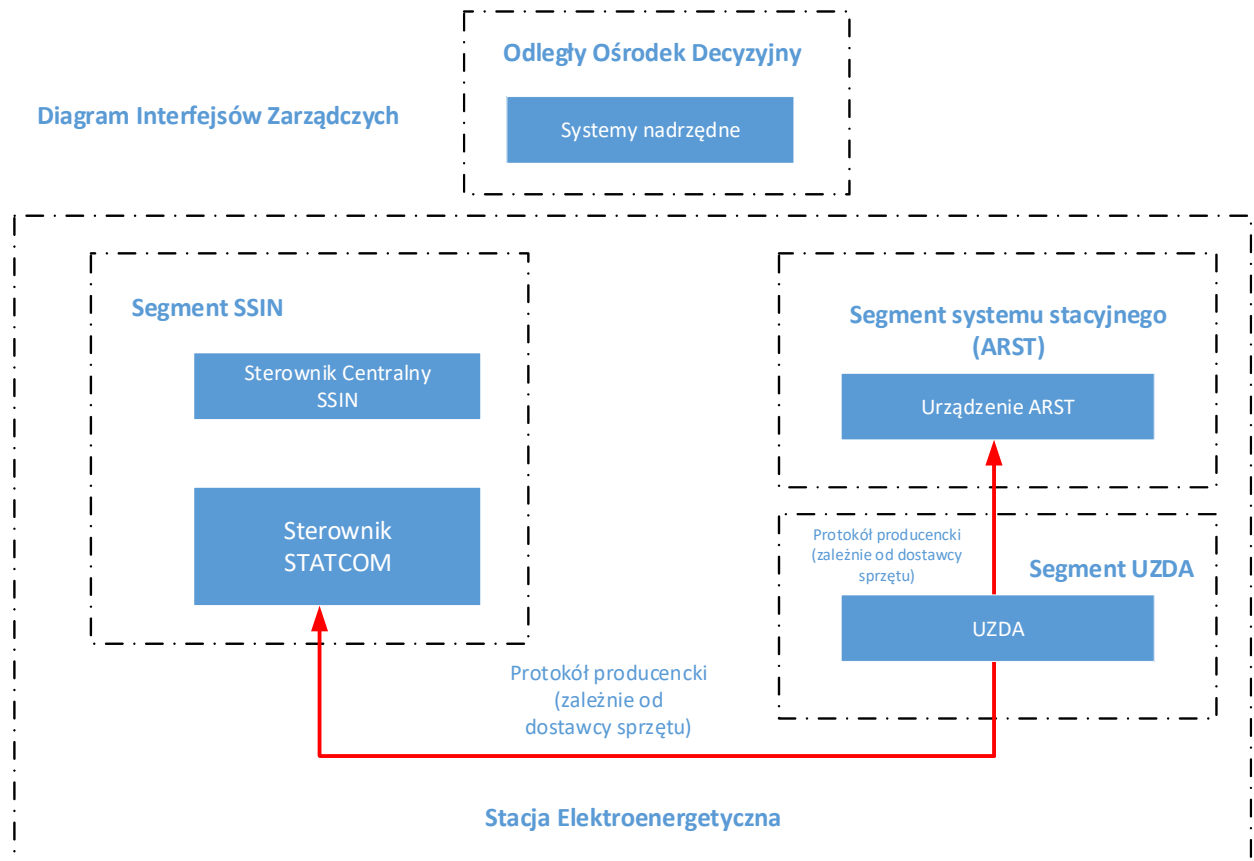 Odległy Ośrodek Decyzyjny
Diagram Interfejsów Zarządczych
Systemy nadrzędne
Segment SSIN
Sterownik Centralny
SSIN
Sterownik
STATCOM
Segment systemu stacyjnego
(ARST)
Urządzenie ARST
Protokół producencki
(zależnie od dostawcy
sprzętu)
Segment UZDA
UZDA
Protokół producencki
(zależnie od
dostawcy sprzętu)
Stacja Elektroenergetyczna